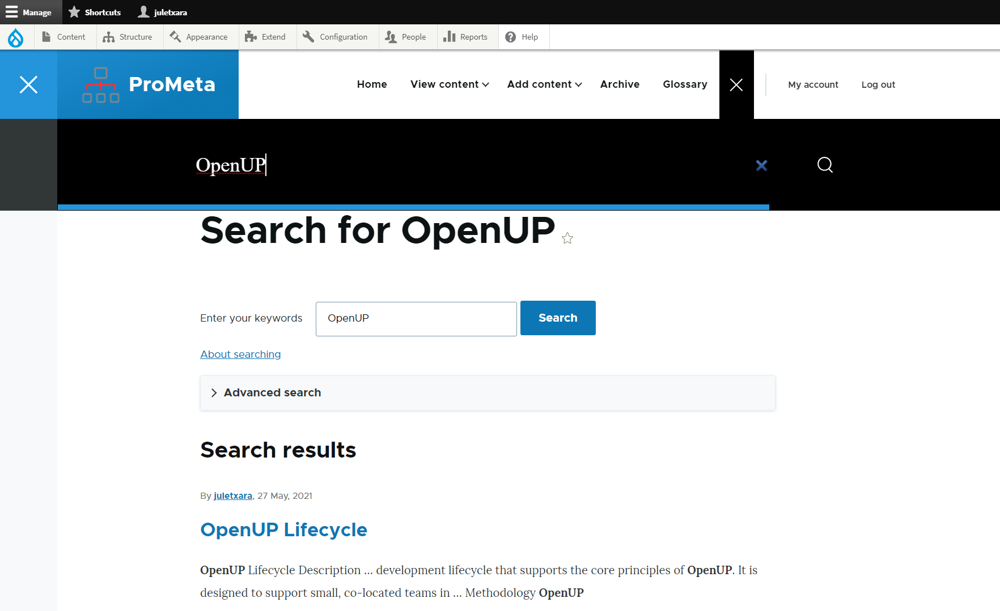 Manage Shortcuts juletxara
Content Structure Appearance Extend Configuration People Reports Help
ProMeta Home View content Add content Archive Glossary My account Log out
OpenUP
Search for OpenUP
Enter your keywords OpenUP Search
About searching
Advanced search
Search results
By juletxara, 27 May, 2021
OpenUP Lifecycle
OpenUP Lifecycle Description ... development lifecycle that supports the core principles of OpenUP. It is
designed to support small, co-located teams in ... Methodology OpenUP